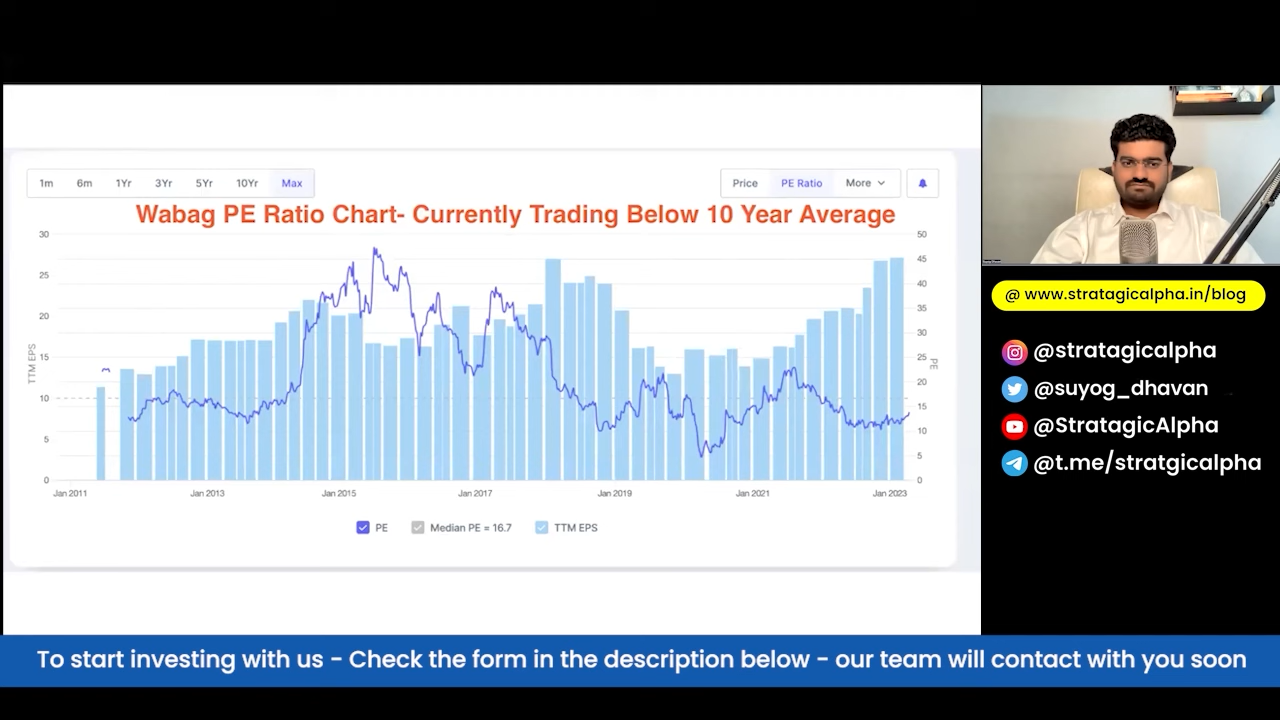 1m 6m 1Yr 3Yr 5Yr 10Yr Max Price PE Ratio More
Wabag PE Ratio Chart- Currently Trading Below 10 Year Average
30 50
45
25 40
35
20 30
15 25
20
10 15
5 10
5
0 0
TTM EPS
PE
Jan 2011 Jan 2013 Jan 2015 Jan 2017 Jan 2019 Jan 2021 Jan 2023
PE Median PE = 16.7 TTM EPS
@ www.stratagicalpha.in/blog
@stratagicalpha
@suyog_dhavan
@StratagicAlpha
@t.me/stratgicalpha
To start investing with us - Check the form in the description below - our team will contact with you soon